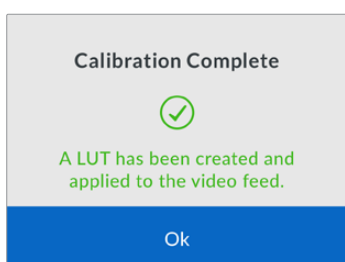 Calibration Complete
A LUT has been created and
applied to the video feed.
Ok